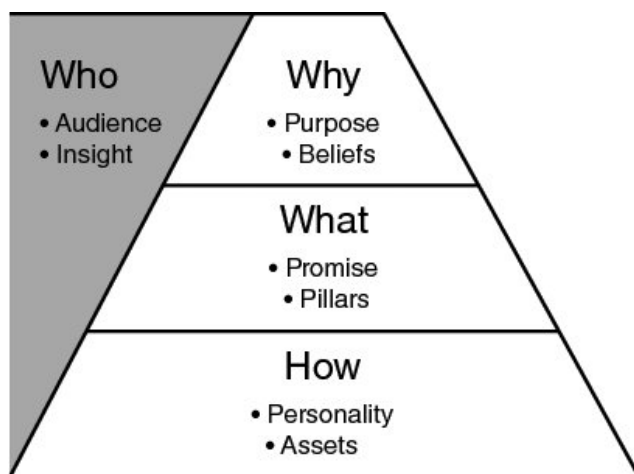 Who
• Audience
• Insight
Why
• Purpose
• Beliefs
What
• Promise
• Pillars
How
• Personality
• Assets